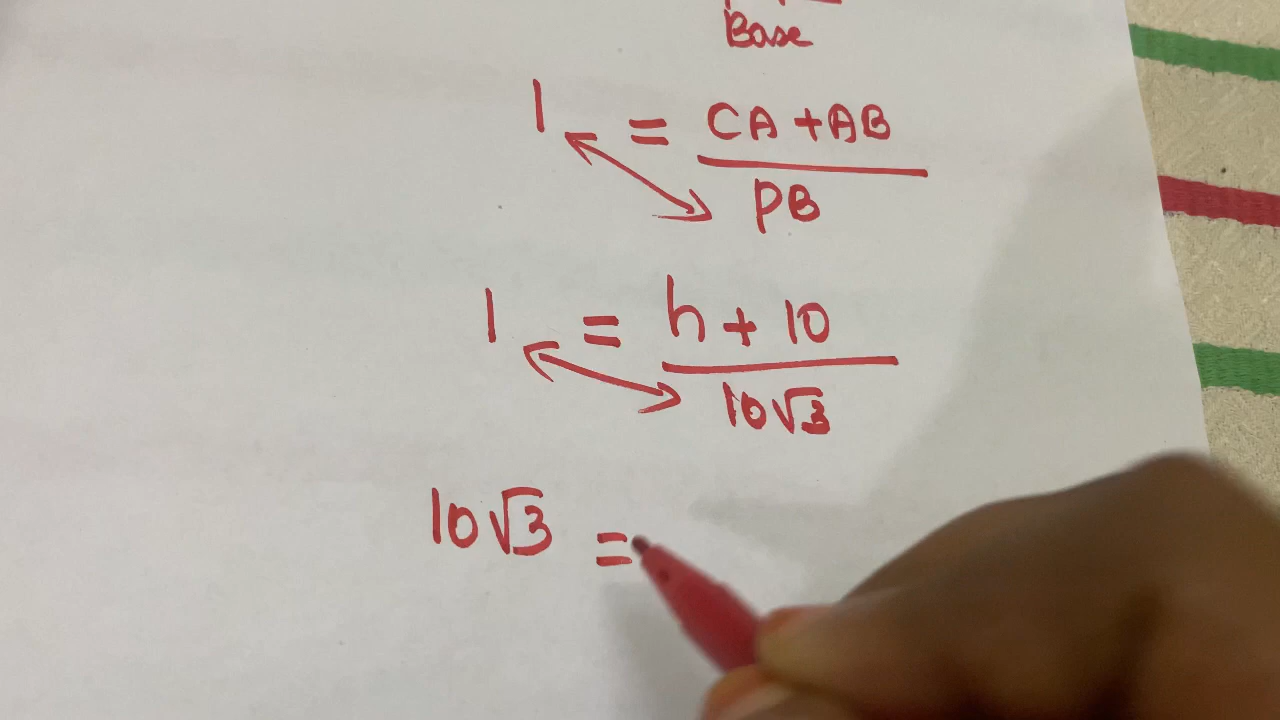 Base
1 = CA + AB
PB
1 = h + 10
10√3
10√3 =